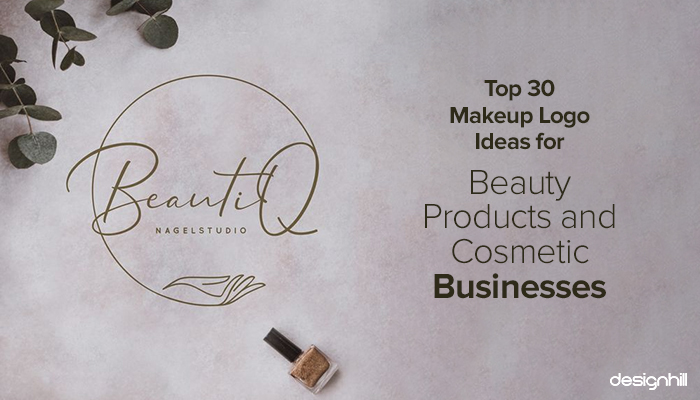 BeautiQ
NAGELSTUDIO
Top 30
Makeup Logo
Ideas for
Beauty
Products and
Cosmetic
Businesses
designhill